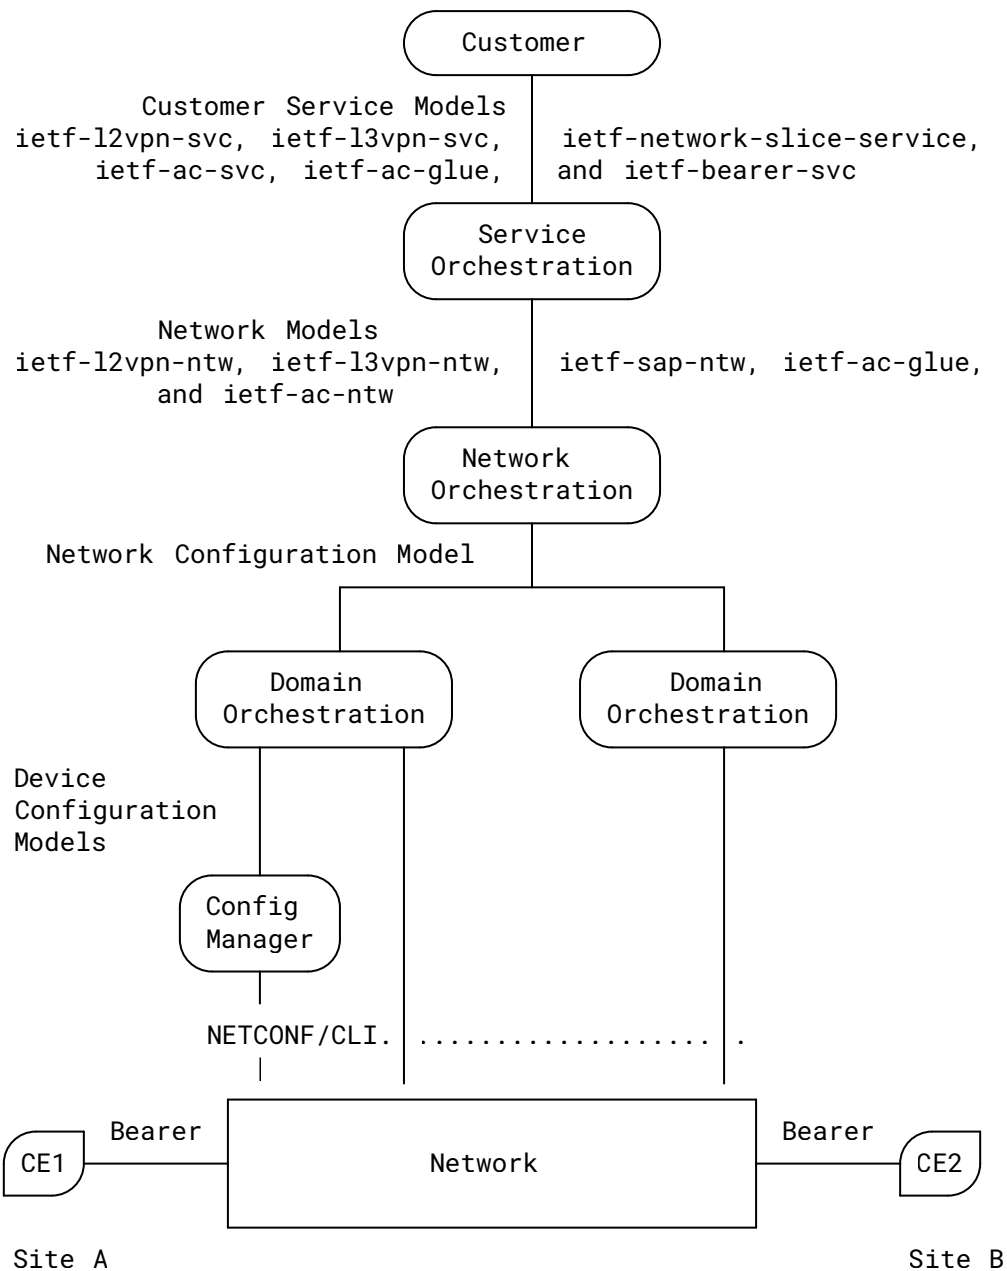 Customer
Customer Service Models
ietf-l2vpn-svc, ietf-l3vpn-svc, ietf-network-slice-service,
ietf-ac-svc, ietf-ac-glue, and ietf-bearer-svc
Service
Orchestration
Network Models
ietf-l2vpn-ntw, ietf-l3vpn-ntw, ietf-sap-ntw, ietf-ac-glue,
and ietf-ac-ntw
Network
Orchestration
Network Configuration Model
Domain Domain
Orchestration Orchestration
Device
Configuration
Models
Config
Manager
NETCONF/CLI. ................... .
Bearer Bearer
CE1 Network CE2
Site A Site B